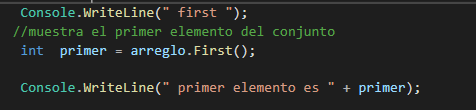 Console.WriteLine(" first ");
//muestra el primer elemento del conjunto
int  primer = arreglo.First();
Console.WriteLine(" primer elemento es " + primer);